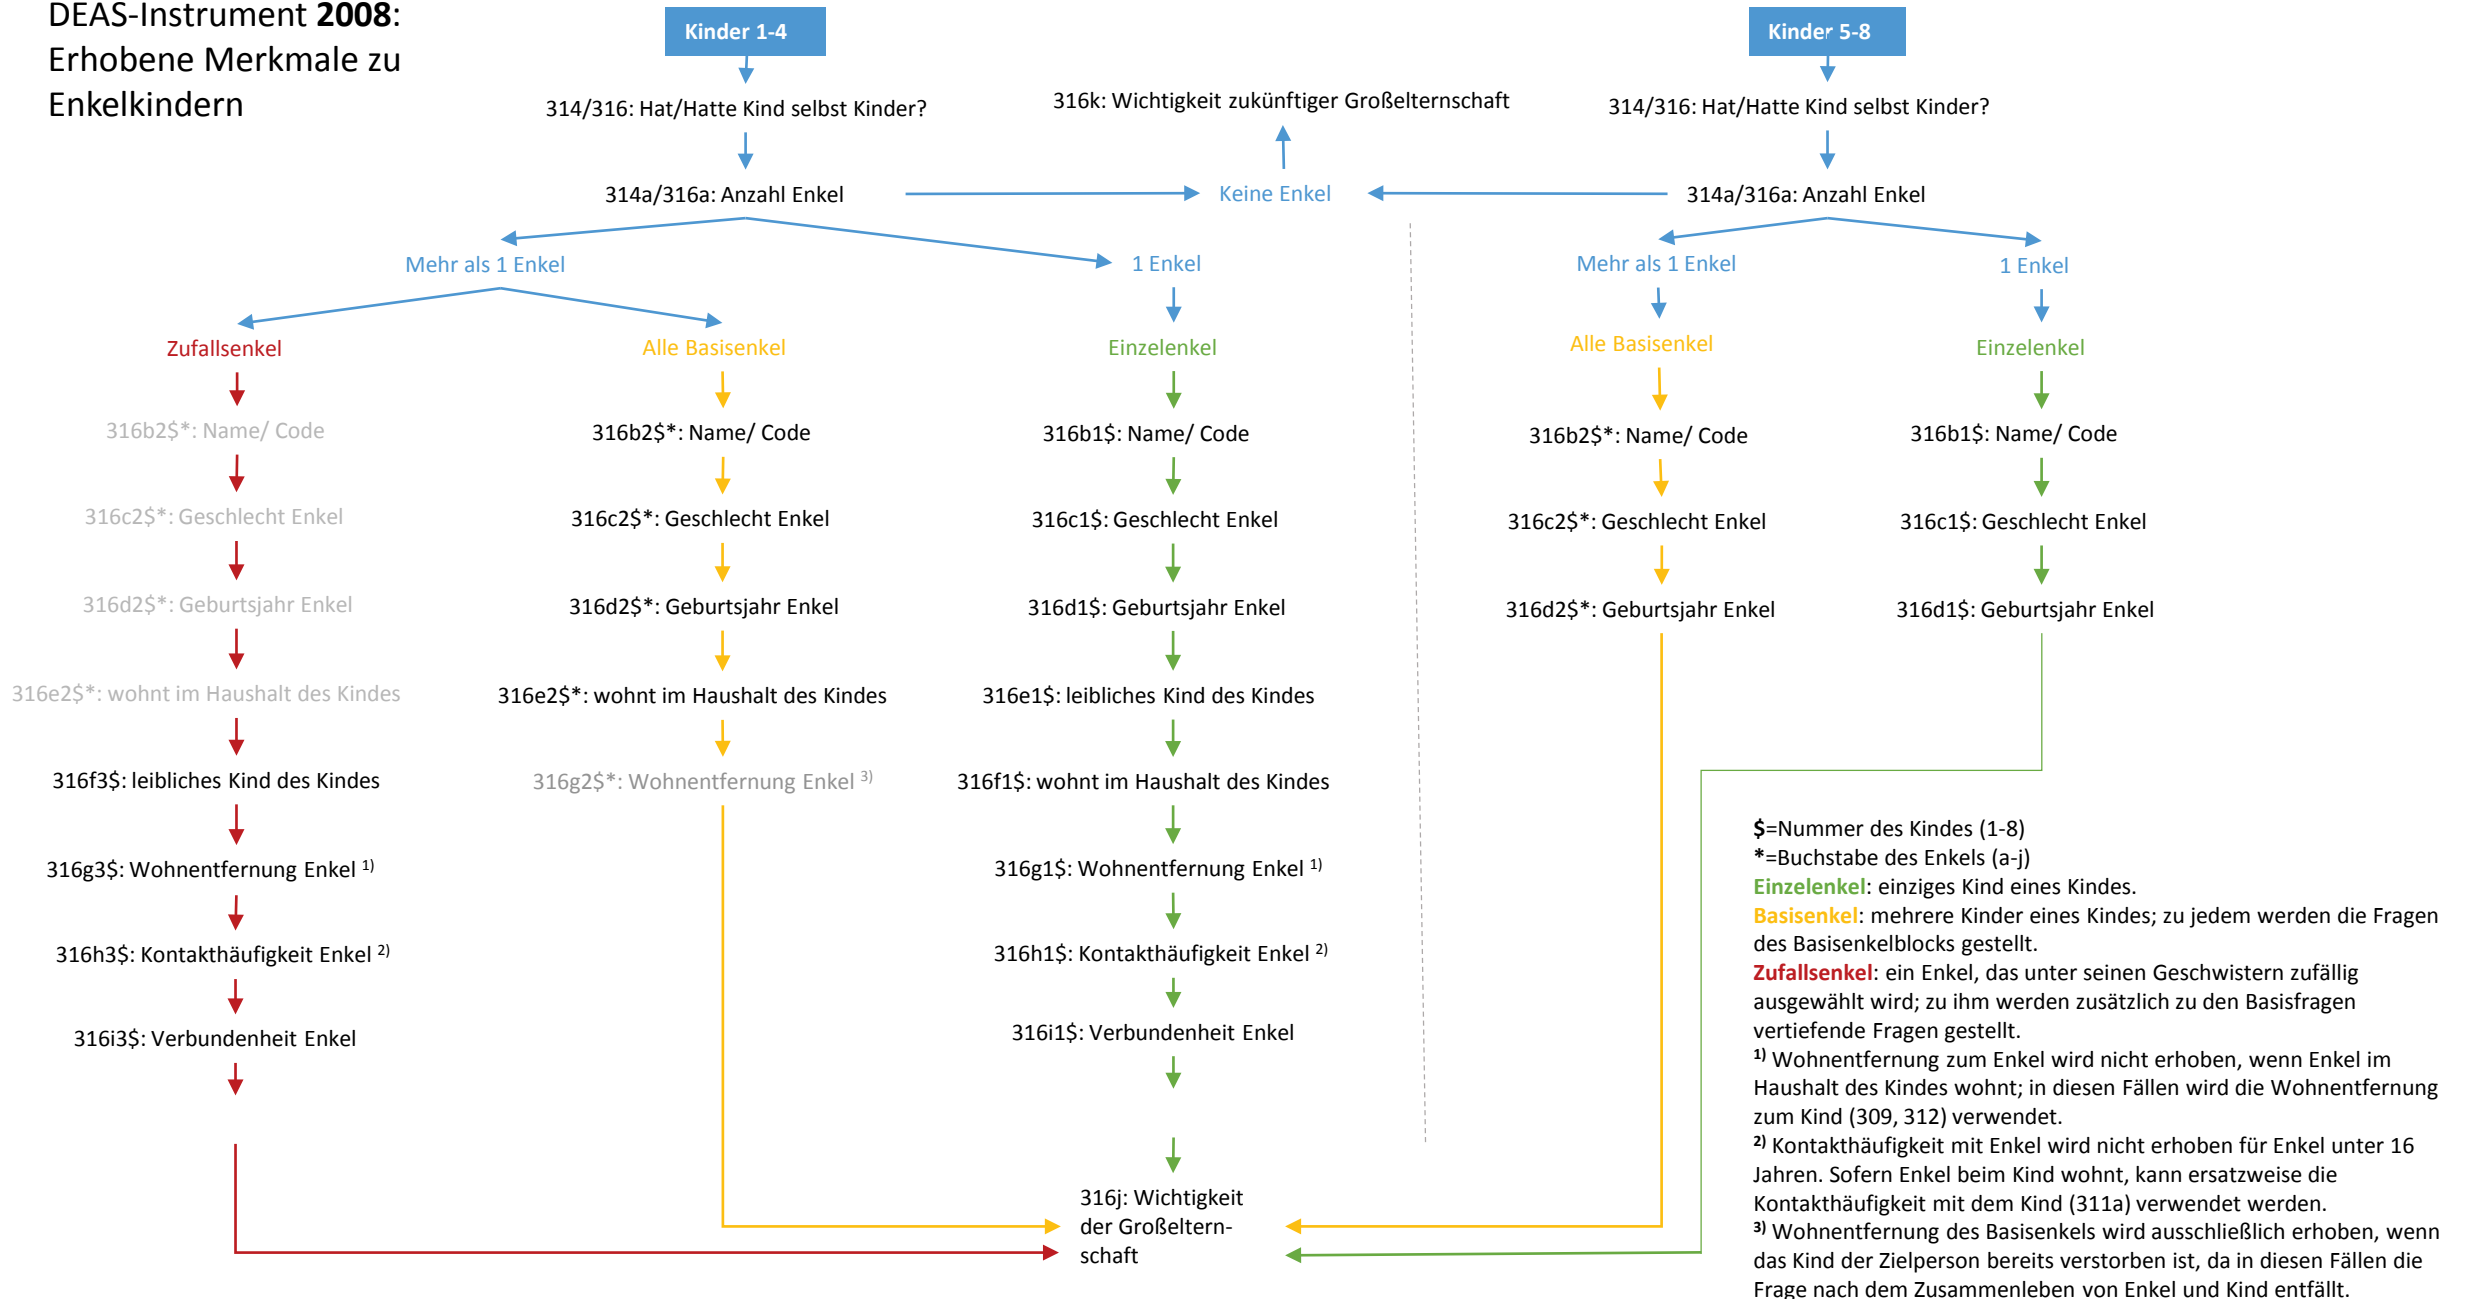 DEAS-Instrument 2008:
Erhobene Merkmale zu
Enkelkindern
Kinder 1-4
Kinder 5-8
314/316: Hat/Hatte Kind selbst Kinder?
316k: Wichtigkeit zukünftiger Großelternschaft
314/316: Hat/Hatte Kind selbst Kinder?
314a/316a: Anzahl Enkel
Keine Enkel
314a/316a: Anzahl Enkel
Mehr als 1 Enkel
1 Enkel
Mehr als 1 Enkel
1 Enkel
Zufallsenkel
316b2$*: Name/ Code
316c2$*: Geschlecht Enkel
316d2$*: Geburtsjahr Enkel
316e2$*: wohnt im Haushalt des Kindes
316f3$: leibliches Kind des Kindes
316g3$: Wohnentfernung Enkel 1)
316h3$: Kontakthäufigkeit Enkel 2)
316i3$: Verbundenheit Enkel
Alle Basisenkel
316b2$*: Name/ Code
316c2$*: Geschlecht Enkel
316d2$*: Geburtsjahr Enkel
316e2$*: wohnt im Haushalt des Kindes
316g2$*: Wohnentfernung Enkel 3)
Einzelenkel
316b1$: Name/ Code
316c1$: Geschlecht Enkel
316d1$: Geburtsjahr Enkel
316e1$: leibliches Kind des Kindes
316f1$: wohnt im Haushalt des Kindes
316g1$: Wohnentfernung Enkel 1)
316h1$: Kontakthäufigkeit Enkel 2)
316i1$: Verbundenheit Enkel
316j: Wichtigkeit
der Großeltern-
schaft
Alle Basisenkel
316b2$*: Name/ Code
316c2$*: Geschlecht Enkel
316d2$*: Geburtsjahr Enkel
Einzelenkel
316b1$: Name/ Code
316c1$: Geschlecht Enkel
316d1$: Geburtsjahr Enkel
$=Nummer des Kindes (1-8)
*=Buchstabe des Enkels (a-j)
Einzelenkel: einziges Kind eines Kindes.
Basisenkel: mehrere Kinder eines Kindes; zu jedem werden die Fragen
des Basisenkelblocks gestellt.
Zufallsenkel: ein Enkel, das unter seinen Geschwistern zufällig
ausgewählt wird; zu ihm werden zusätzlich zu den Basisfragen
vertiefende Fragen gestellt.
1) Wohnentfernung zum Enkel wird nicht erhoben, wenn Enkel im
Haushalt des Kindes wohnt; in diesen Fällen wird die Wohnentfernung
zum Kind (309, 312) verwendet.
2) Kontakthäufigkeit mit Enkel wird nicht erhoben für Enkel unter 16
Jahren. Sofern Enkel beim Kind wohnt, kann ersatzweise die
Kontakthäufigkeit mit dem Kind (311a) verwendet werden.
3) Wohnentfernung des Basisenkels wird ausschließlich erhoben, wenn
das Kind der Zielperson bereits verstorben ist, da in diesen Fällen die
Frage nach dem Zusammenleben von Enkel und Kind entfällt.